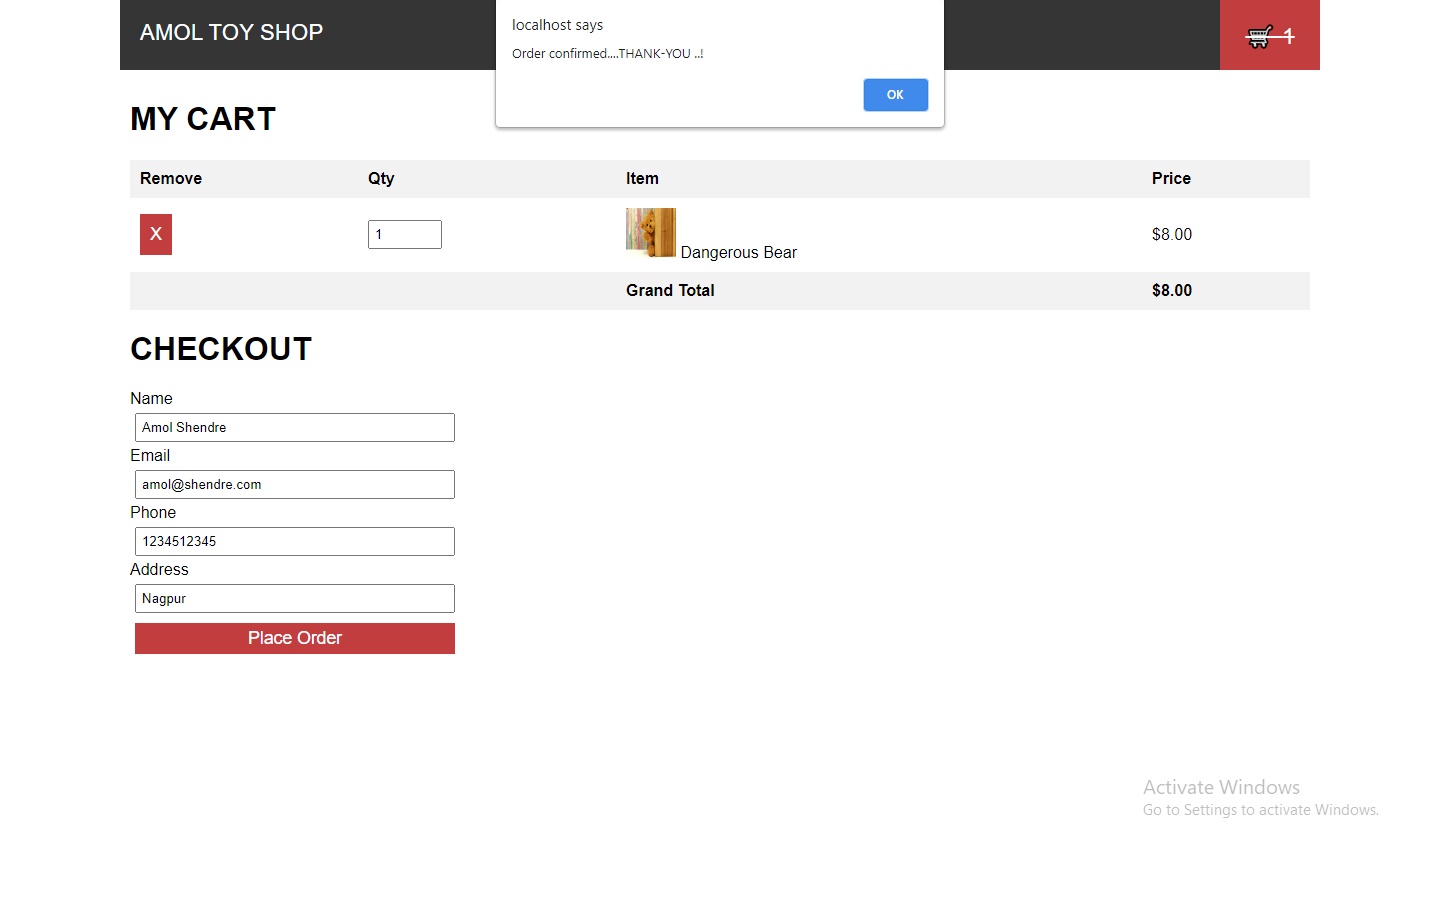 AMOL TOY SHOP
localhost says
Order confirmed....THANK-YOU ..!
OK
1
MY CART
Remove Qty Item Price
X 1 Dangerous Bear $8.00
Grand Total $8.00
CHECKOUT
Name
Amol Shendre
Email
amol@shendre.com
Phone
1234512345
Address
Nagpur
Place Order
Activate Windows
Go to Settings to activate Windows.